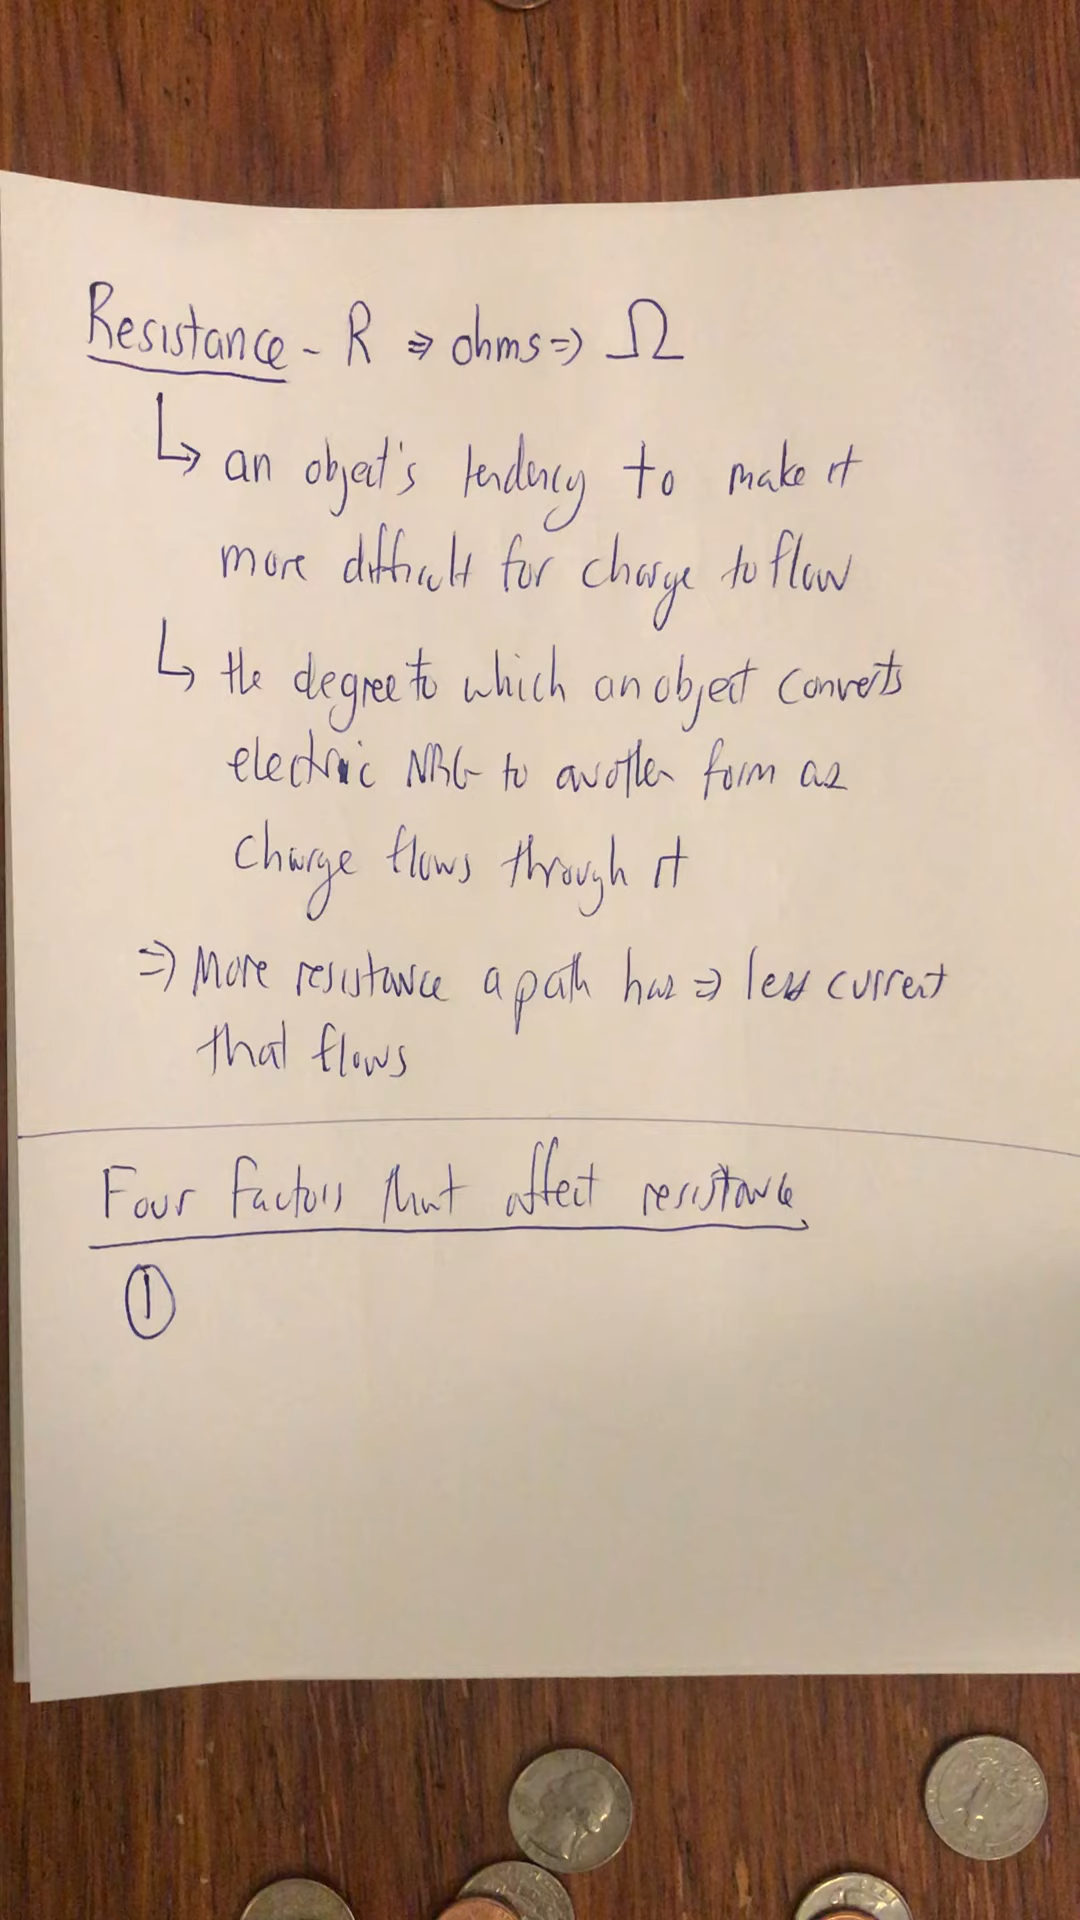 Resistance - R ⇒ ohms ⇒ Ω
↳ an object's tendency to make it
more difficult for charge to flow
↳ the degree to which an object converts
electric NRG to another form as
charge flows through it
⇒ More resistance a path has ⇒ less current
that flows
Four factors that affect resistance
①